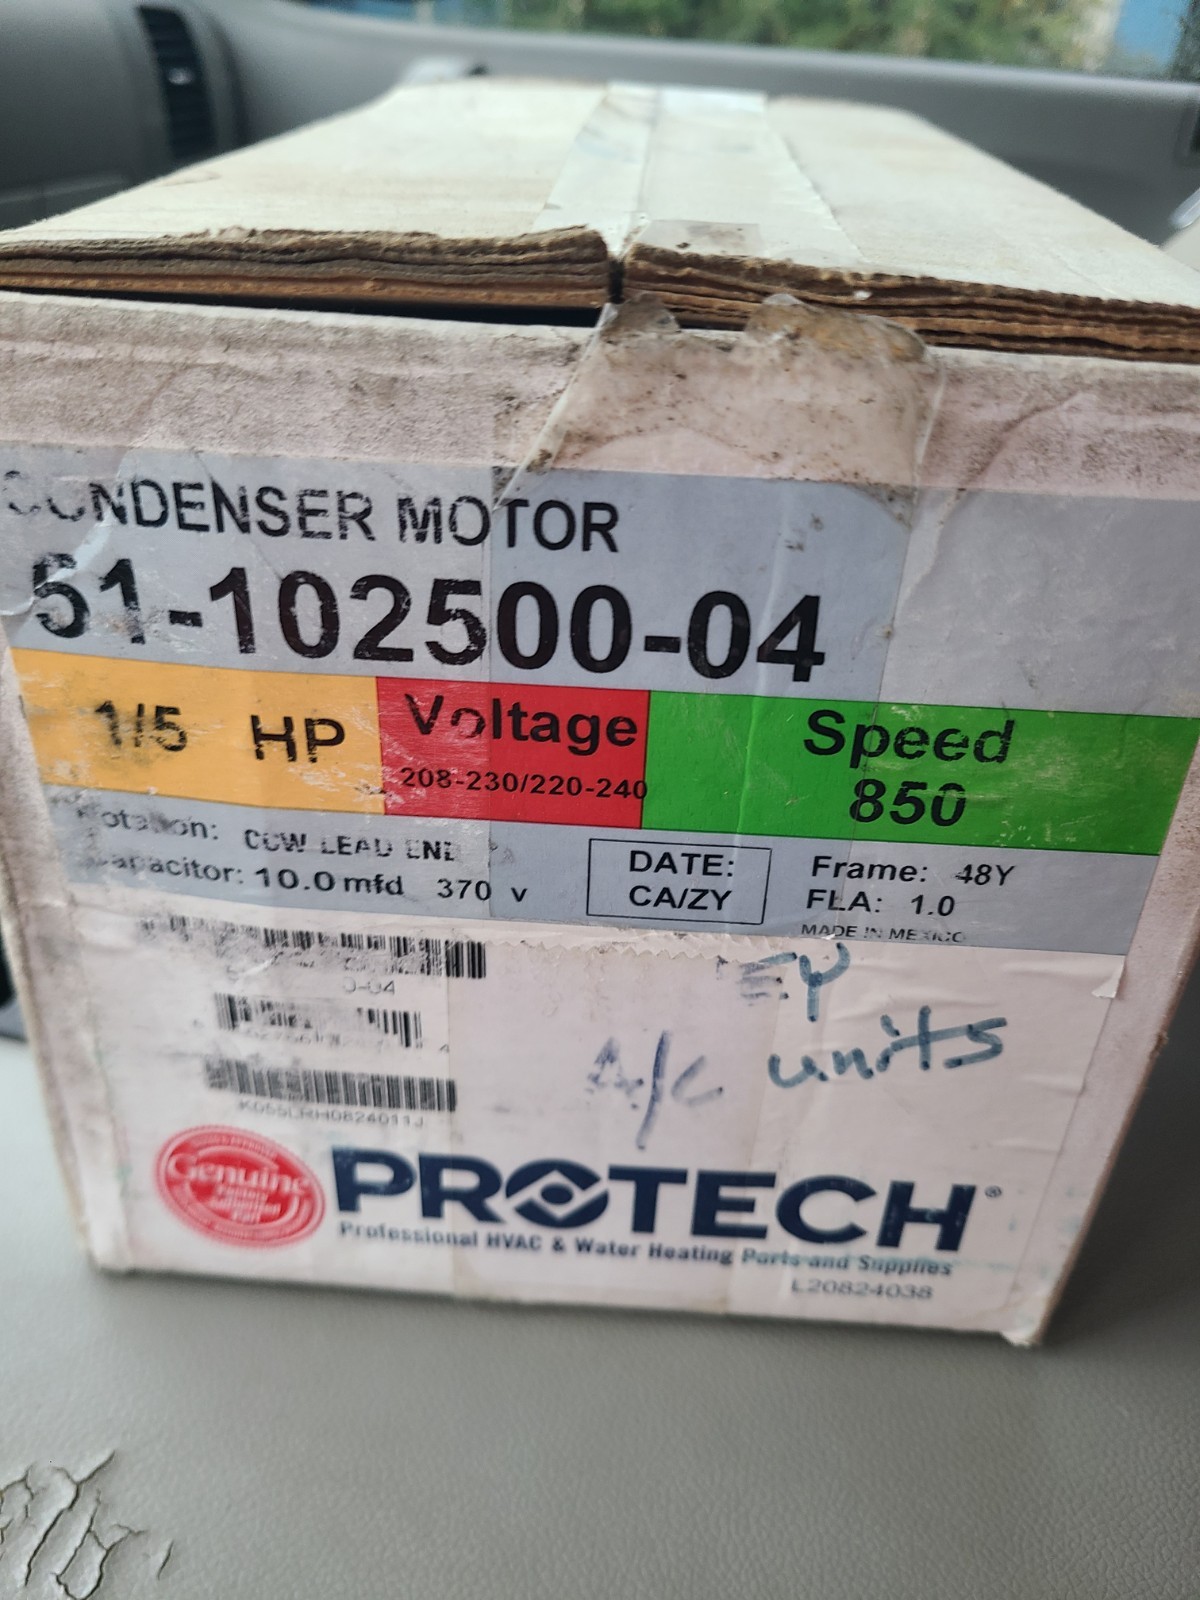 CONDENSER MOTOR
51-102500-04
1/5 HP
Voltage
208-230/220-240
Speed
850
Rotation: CCW LEAD END
Capacitor: 10.0 mfd 370 v
DATE:
CA/ZY
Frame: 48Y
FLA: 1.0
MADE IN MEXICO
0-04
A/C units
Genuine
PROTECH®
Professional HVAC & Water Heating Parts and Supplies
L20824038